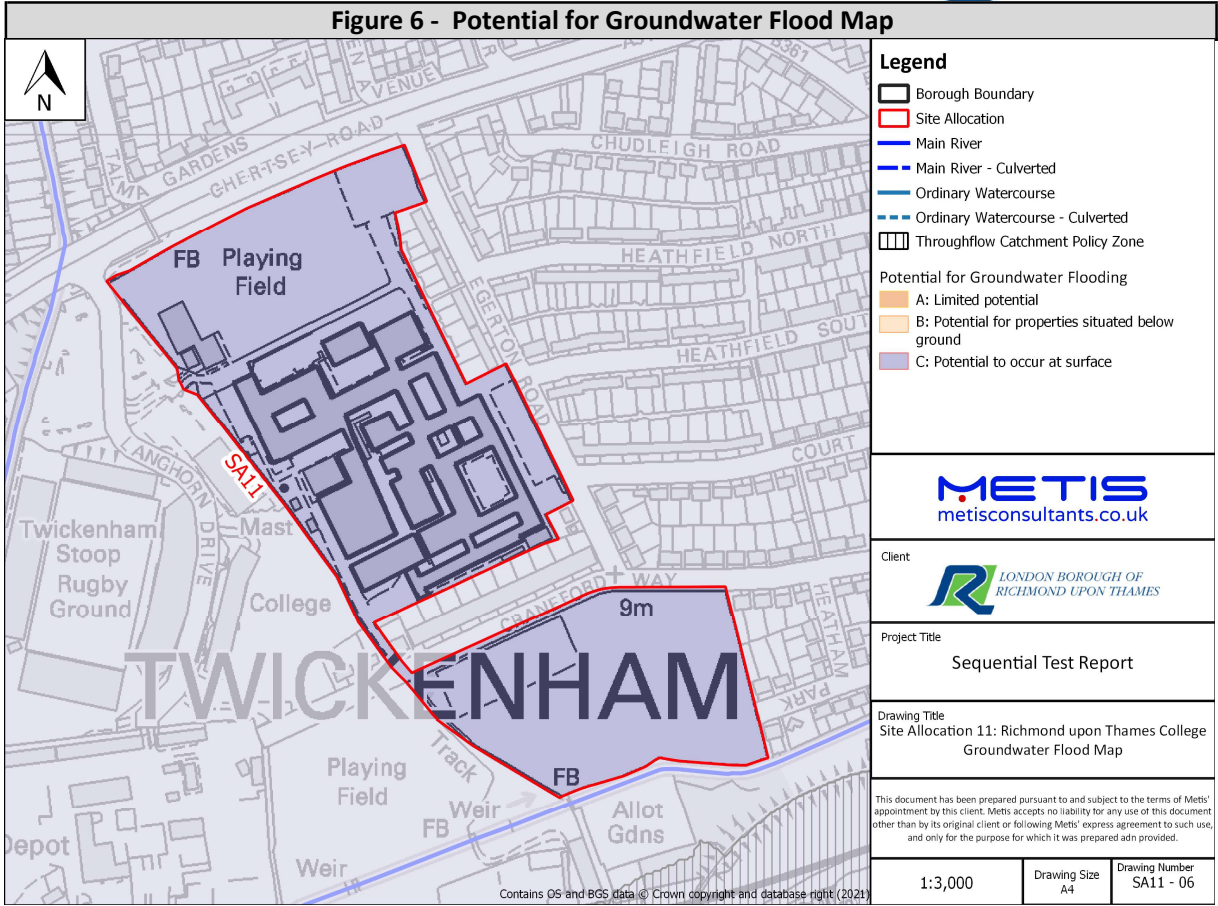 Figure 6 - Potential for Groundwater Flood Map
N
AVENUE
B361
TALMA GARDENS
CHERTSEY ROAD
CHUDLEIGH ROAD
FB
Playing
Field
HEATHFIELD NORTH
EGERTON ROAD
HEATHFIELD SOUTH
COURT
LANGHORN DRIVE
SA11
Mast
Twickenham
Stoop
Rugby
Ground
College
CRANEFORD WAY
9m
HEATHAM
PARK
TWICKENHAM
Track
Playing
Field
FB
Weir
FB
Allot
Gdns
Depot
Weir
Contains OS and BGS data © Crown copyright and database right (2021)
Legend
Borough Boundary
Site Allocation
Main River
Main River - Culverted
Ordinary Watercourse
Ordinary Watercourse - Culverted
Throughflow Catchment Policy Zone
Potential for Groundwater Flooding
A: Limited potential
B: Potential for properties situated below
ground
C: Potential to occur at surface
METIS
metisconsultants.co.uk
Client
LONDON BOROUGH OF
RICHMOND UPON THAMES
Project Title
Sequential Test Report
Drawing Title
Site Allocation 11: Richmond upon Thames College
Groundwater Flood Map
This document has been prepared pursuant to and subject to the terms of Metis'
appointment by this client. Metis accepts no liability for any use of this document
other than by its original client or following Metis' express agreement to such use,
and only for the purpose for which it was prepared adn provided.
1:3,000
Drawing Size
A4
Drawing Number
SA11 - 06